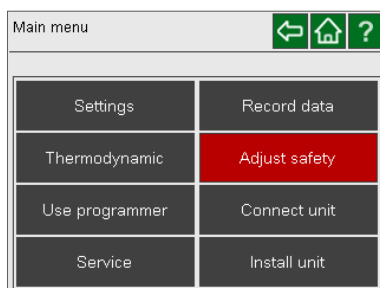 Main menu ?
Settings Record data
Thermodynamic Adjust safety
Use programmer Connect unit
Service Install unit